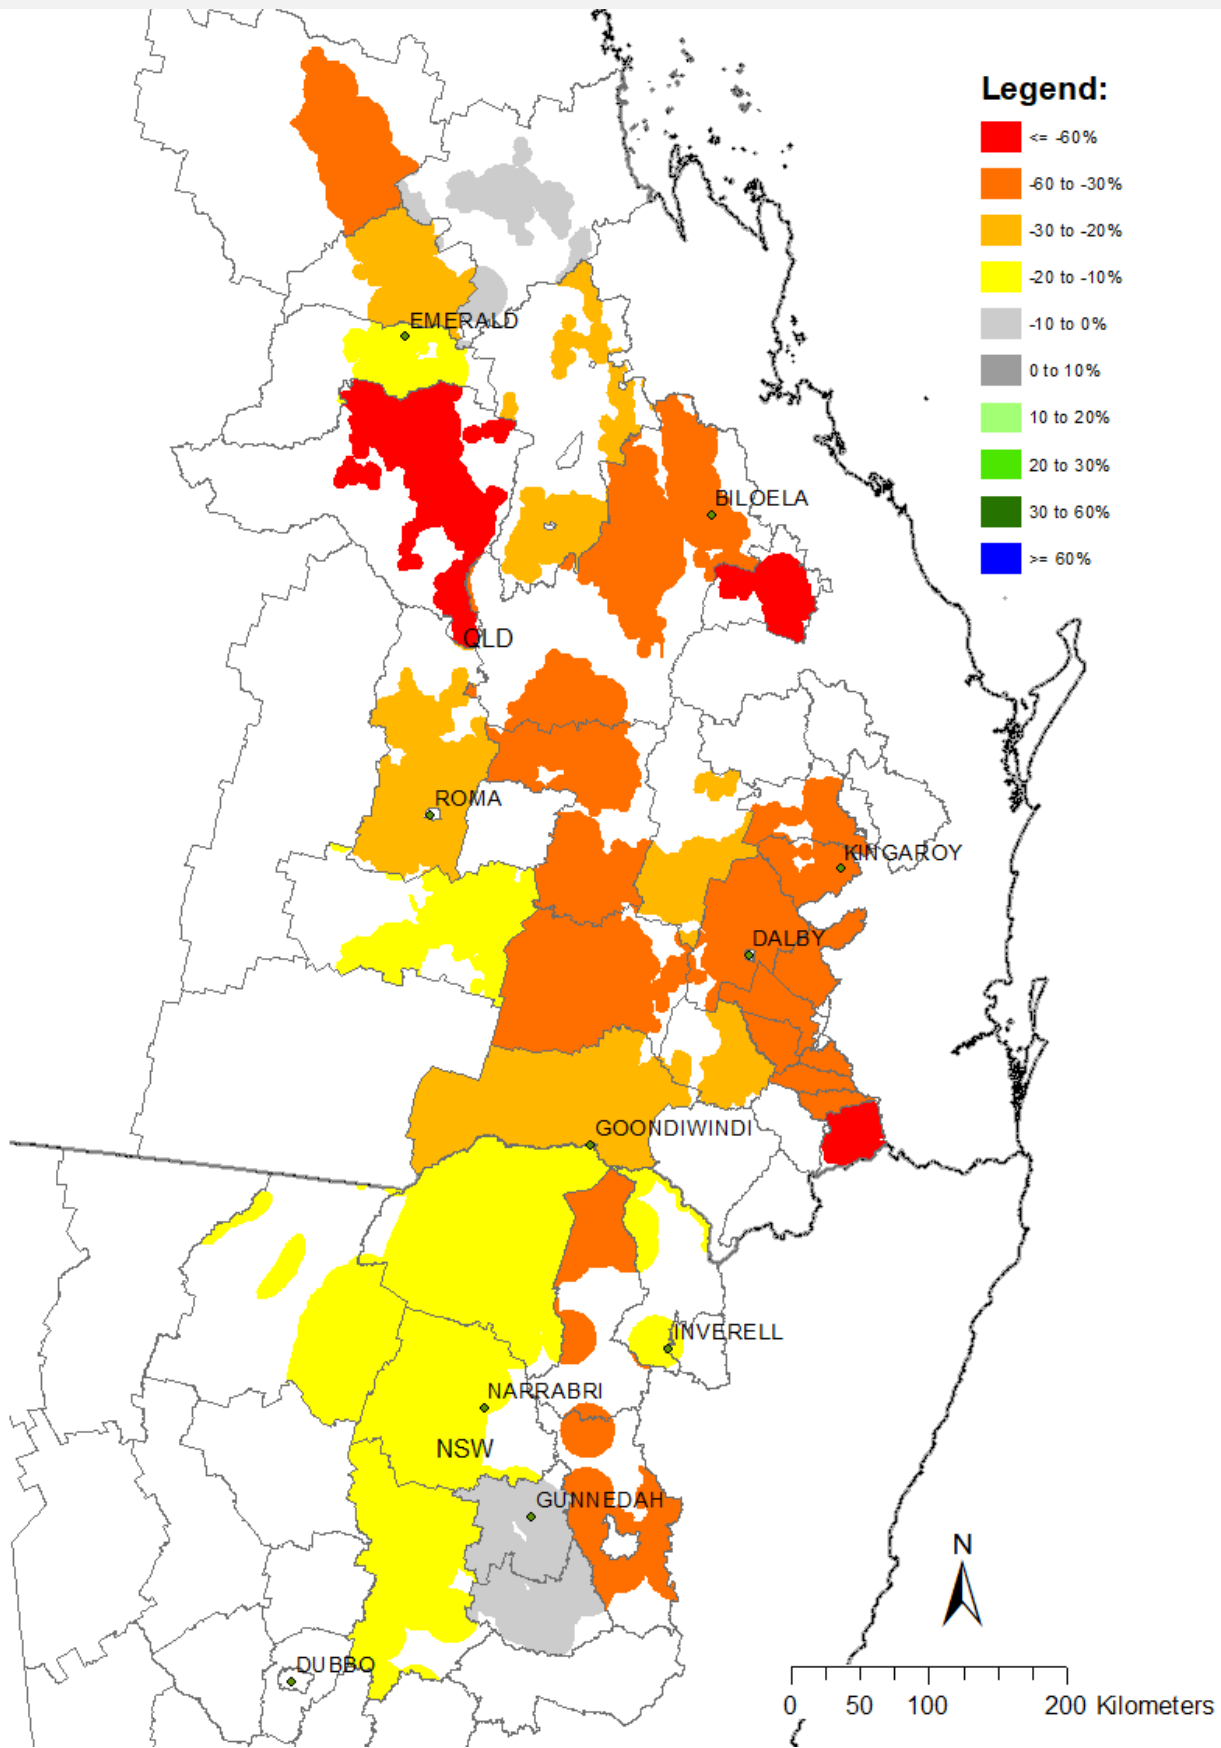 Legend:
<= -60%
-60 to -30%
-30 to -20%
-20 to -10%
-10 to 0%
0 to 10%
10 to 20%
20 to 30%
30 to 60%
>= 60%
EMERALD
BILOELA
QLD
ROMA
KINGAROY
DALBY
GOONDIWINDI
INVERELL
NARRABRI
NSW
GUNNEDAH
N
DUBBO
0 50 100 200 Kilometers